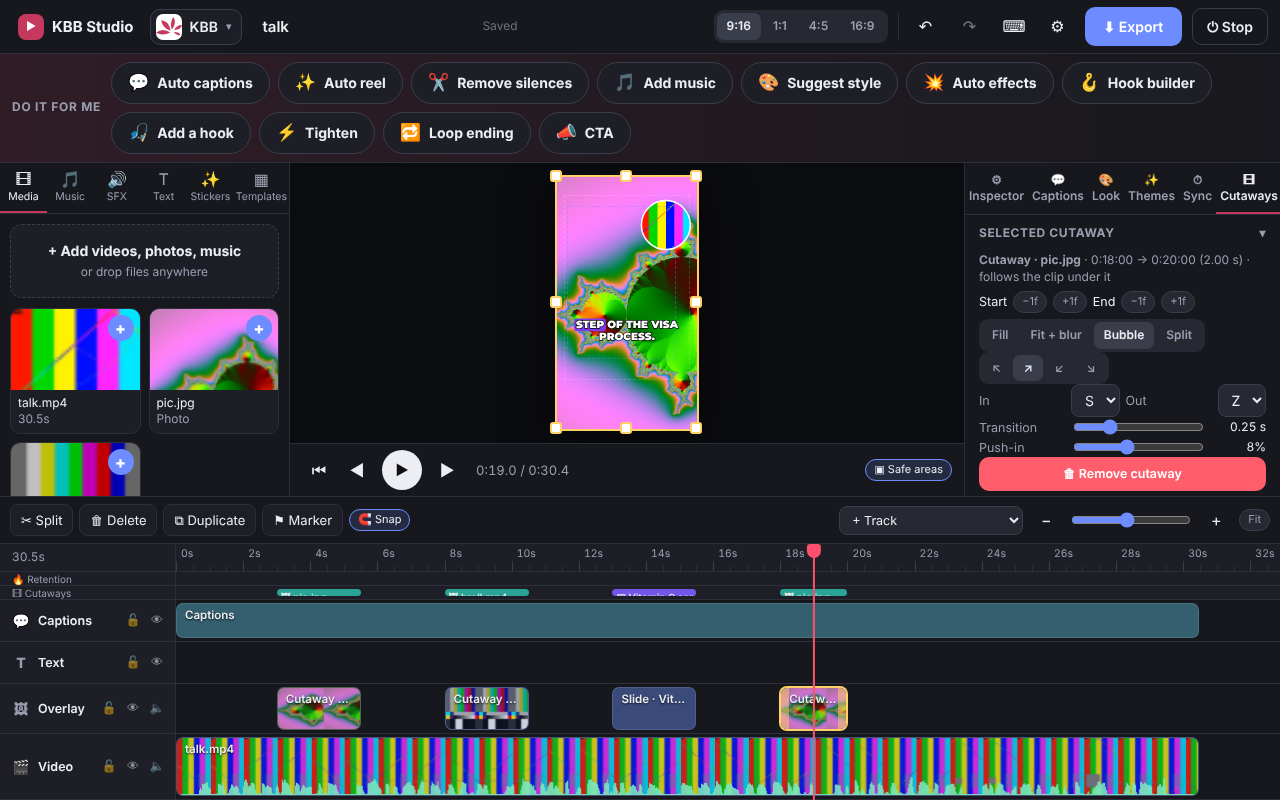 KBB Studio
KBB
talk
Saved
9:16 1:1 4:5 16:9
Export
Stop
DO IT FOR ME
Auto captions
Auto reel
Remove silences
Add music
Suggest style
Auto effects
Hook builder
Add a hook
Tighten
Loop ending
CTA
Media Music SFX Text Stickers Templates
+ Add videos, photos, music
or drop files anywhere
talk.mp4
30.5s
pic.jpg
Photo
STEP OF THE VISA
PROCESS.
0:19.0 / 0:30.4
Safe areas
Inspector Captions Look Themes Sync Cutaways
SELECTED CUTAWAY
Cutaway · pic.jpg · 0:18:00 → 0:20:00 (2.00 s) ·
follows the clip under it
Start −1f +1f End −1f +1f
Fill Fit + blur Bubble Split
In S Out Z
Transition 0.25 s
Push-in 8%
Remove cutaway
Split
Delete
Duplicate
Marker
Snap
+ Track
− + Fit
30.5s
0s 2s 4s 6s 8s 10s 12s 14s 16s 18s 20s 22s 24s 26s 28s 30s 32s
Retention
Cutaways
Captions
Captions
Text
Overlay
Cutaway ...
Cutaway ...
Slide · Vit...
Cutaw...
Video
talk.mp4